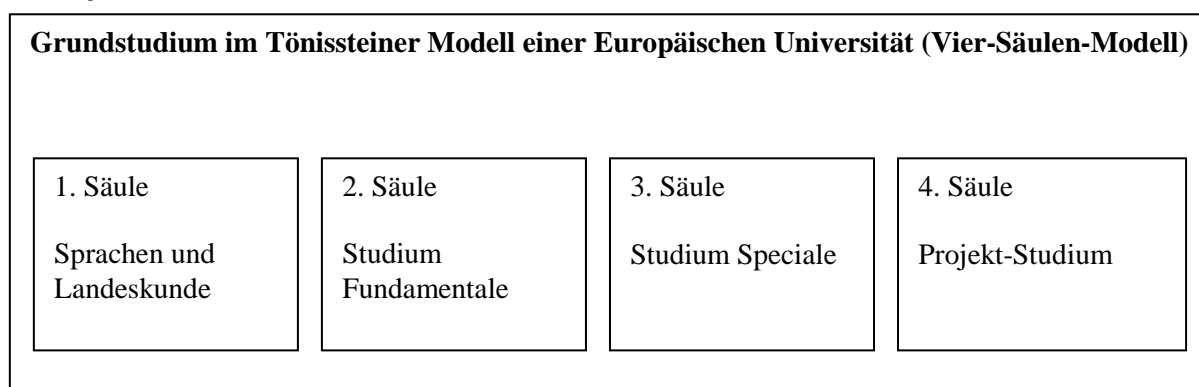 Grundstudium im Tönissteiner Modell einer Europäischen Universität (Vier-Säulen-Modell)
1. Säule
Sprachen und
Landeskunde
2. Säule
Studium
Fundamentale
3. Säule
Studium Speciale
4. Säule
Projekt-Studium